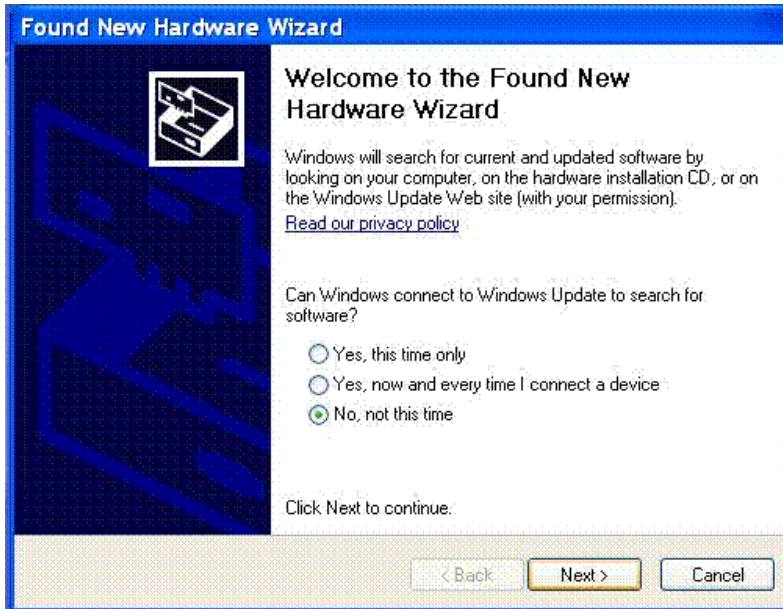 Found New Hardware Wizard
Welcome to the Found New
Hardware Wizard
Windows will search for current and updated software by
looking on your computer, on the hardware installation CD, or on
the Windows Update Web site (with your permission).
Read our privacy policy
Can Windows connect to Windows Update to search for
software?
Yes, this time only
Yes, now and every time I connect a device
No, not this time
Click Next to continue.
< Back
Next >
Cancel